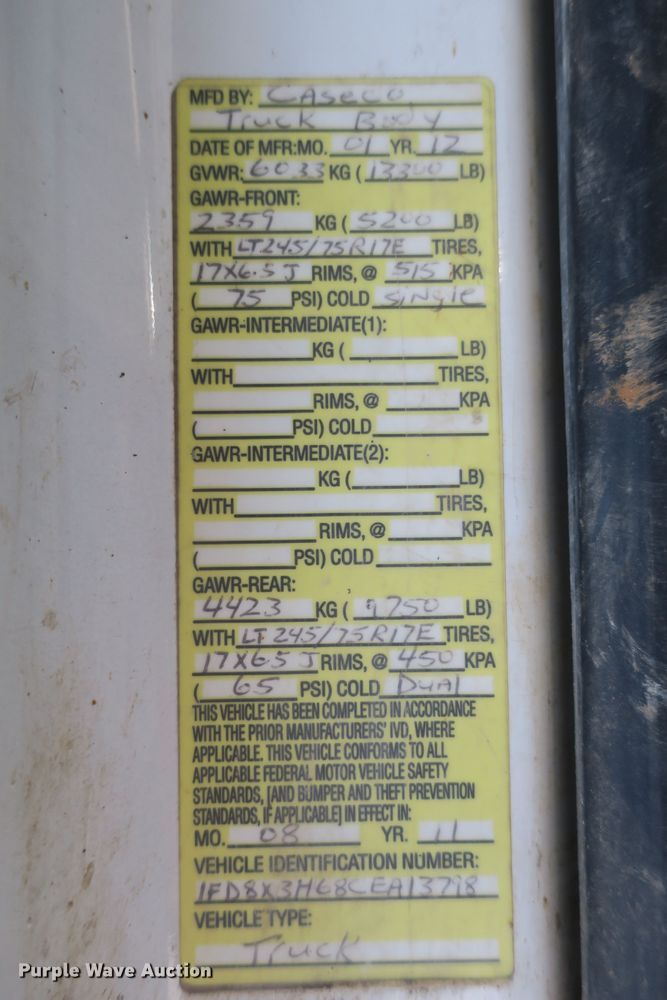 MFD BY: CASECO
Truck Body
DATE OF MFR:MO. 01 YR. 12
GVWR: 6033 KG ( 13300 LB)
GAWR-FRONT:
2359 KG ( 5200 LB)
WITH LT245/75R17E TIRES,
17X6.5 J RIMS, @ 515 KPA
( 75 PSI) COLD SiNglE
GAWR-INTERMEDIATE(1):
KG ( LB)
WITH TIRES,
RIMS, @ KPA
( PSI) COLD
GAWR-INTERMEDIATE(2):
KG ( LB)
WITH TIRES,
RIMS, @ KPA
( PSI) COLD
GAWR-REAR:
4423 KG ( 9750 LB)
WITH LT 245/75R17E TIRES,
17X6.5 J RIMS, @ 450 KPA
( 65 PSI) COLD DuAl
THIS VEHICLE HAS BEEN COMPLETED IN ACCORDANCE
WITH THE PRIOR MANUFACTURERS' IVD, WHERE
APPLICABLE. THIS VEHICLE CONFORMS TO ALL
APPLICABLE FEDERAL MOTOR VEHICLE SAFETY
STANDARDS, [AND BUMPER AND THEFT PREVENTION
STANDARDS, IF APPLICABLE] IN EFFECT IN:
MO. 08 YR. 11
VEHICLE IDENTIFICATION NUMBER:
1FD8X3H68CEA13798
VEHICLE TYPE:
Truck
Purple Wave Auction